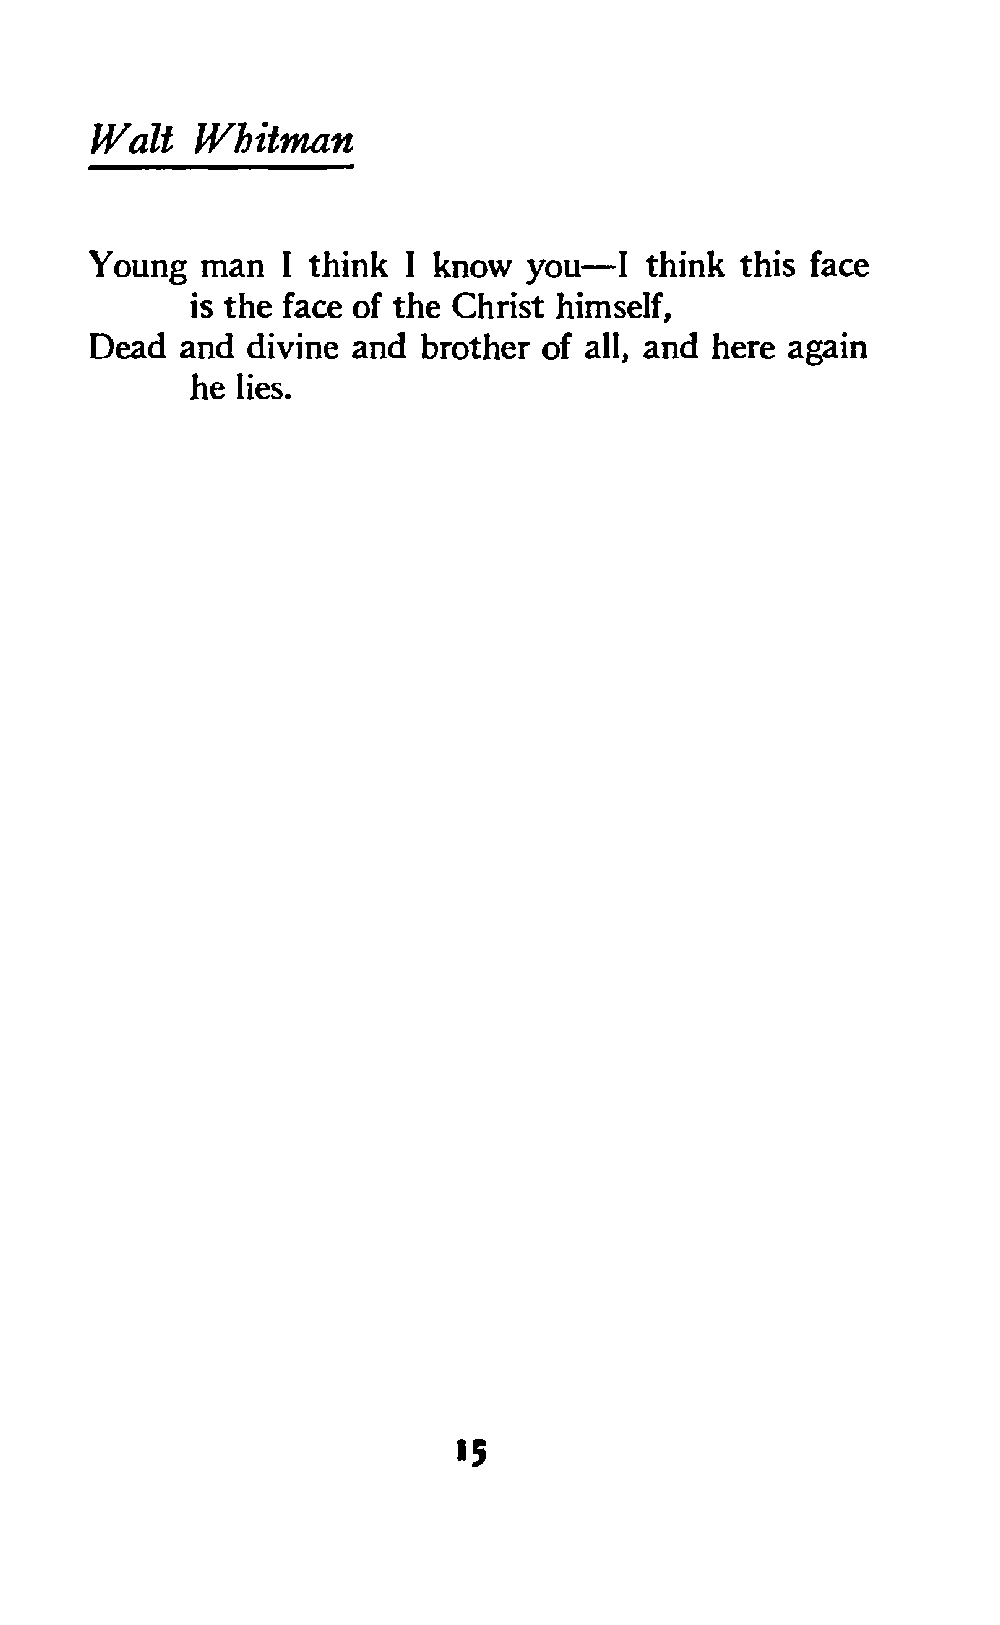 Walt Whitman
Young man I think I know you—I think this face
is the face of the Christ himself,
Dead and divine and brother of all, and here again
he lies.
15